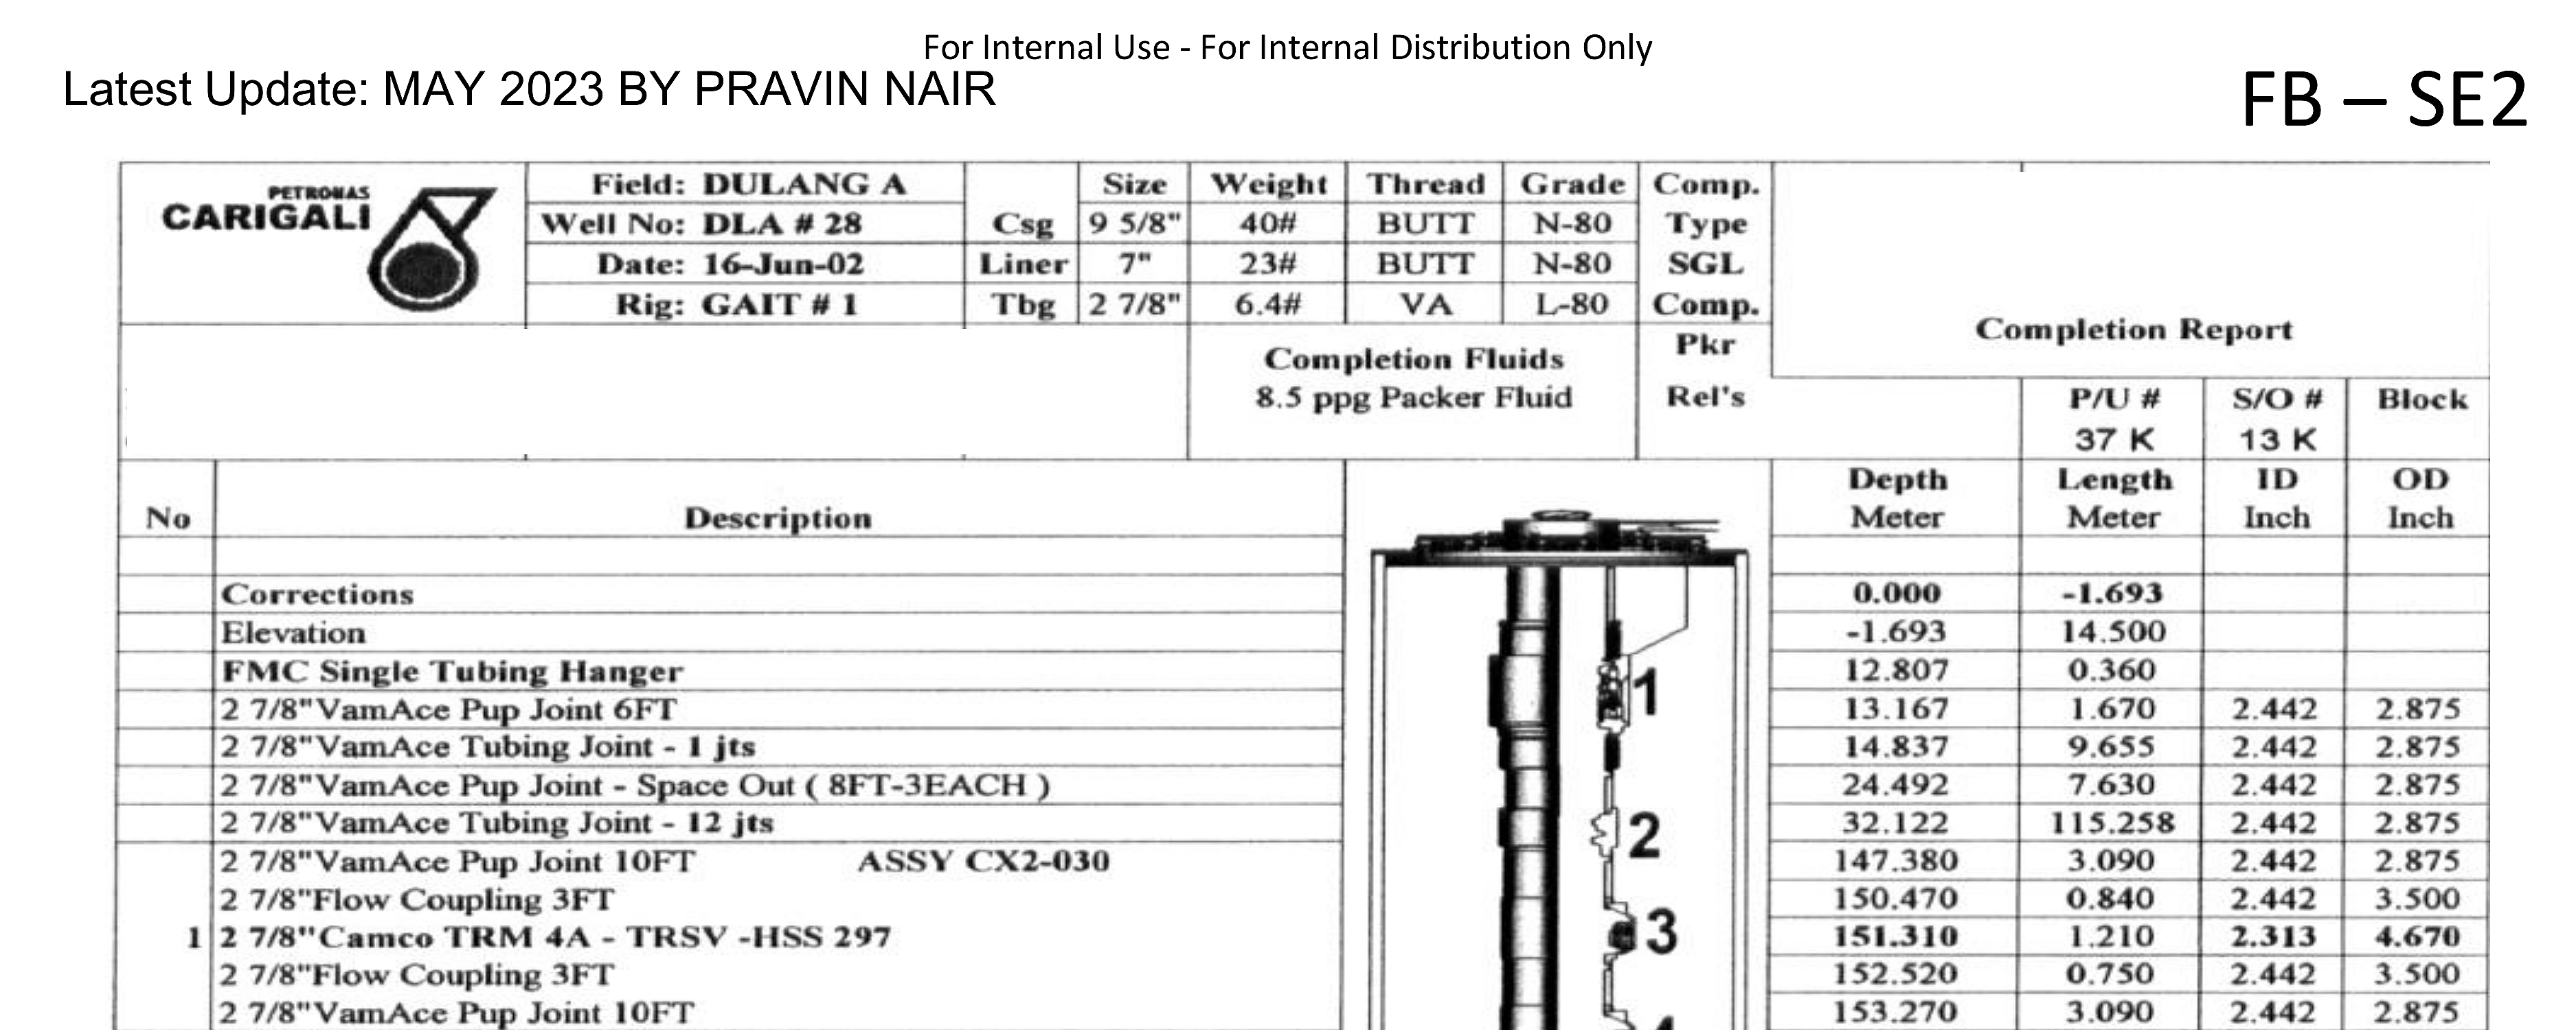 For Internal Use - For Internal Distribution Only
Latest Update: MAY 2023 BY PRAVIN NAIR
FB – SE2
PETRONAS
CARIGALI
Field: DULANG A
Well No: DLA # 28
Date: 16-Jun-02
Rig: GAIT # 1
Size Weight Thread Grade Comp.
Csg 9 5/8" 40# BUTT N-80 Type
Liner 7" 23# BUTT N-80 SGL
Tbg 2 7/8" 6.4# VA L-80 Comp.
Completion Fluids
8.5 ppg Packer Fluid
Pkr
Rel's
Completion Report
P/U # S/O # Block
37 K 13 K
No Description Depth Meter Length Meter ID Inch OD Inch
Corrections 0.000 -1.693
Elevation -1.693 14.500
FMC Single Tubing Hanger 12.807 0.360
2 7/8"VamAce Pup Joint 6FT 13.167 1.670 2.442 2.875
2 7/8"VamAce Tubing Joint - 1 jts 14.837 9.655 2.442 2.875
2 7/8"VamAce Pup Joint - Space Out ( 8FT-3EACH ) 24.492 7.630 2.442 2.875
2 7/8"VamAce Tubing Joint - 12 jts 32.122 115.258 2.442 2.875
2 7/8"VamAce Pup Joint 10FT ASSY CX2-030 147.380 3.090 2.442 2.875
2 7/8"Flow Coupling 3FT 150.470 0.840 2.442 3.500
1 2 7/8"Camco TRM 4A - TRSV -HSS 297 151.310 1.210 2.313 4.670
2 7/8"Flow Coupling 3FT 152.520 0.750 2.442 3.500
2 7/8"VamAce Pup Joint 10FT 153.270 3.090 2.442 2.875
1
2
3